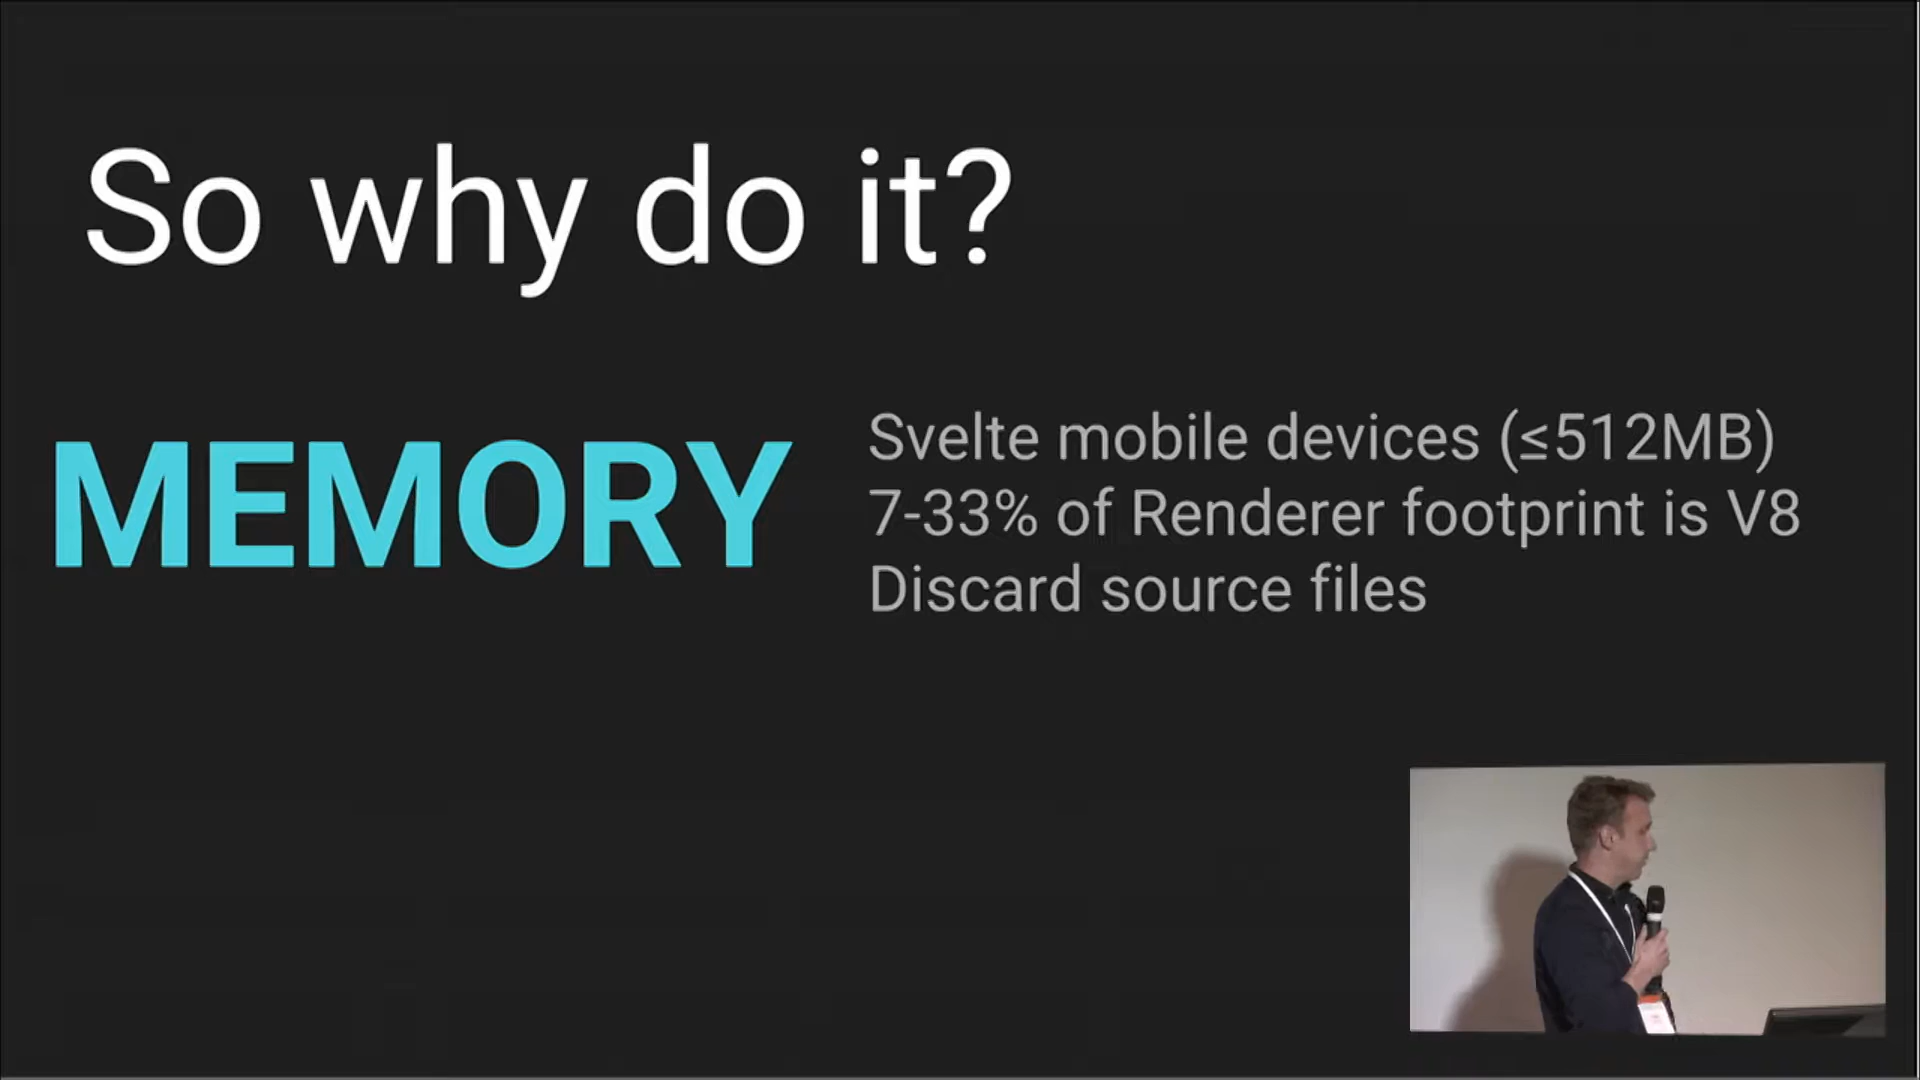 So why do it?
MEMORY
Svelte mobile devices (≤512MB)
7-33% of Renderer footprint is V8
Discard source files